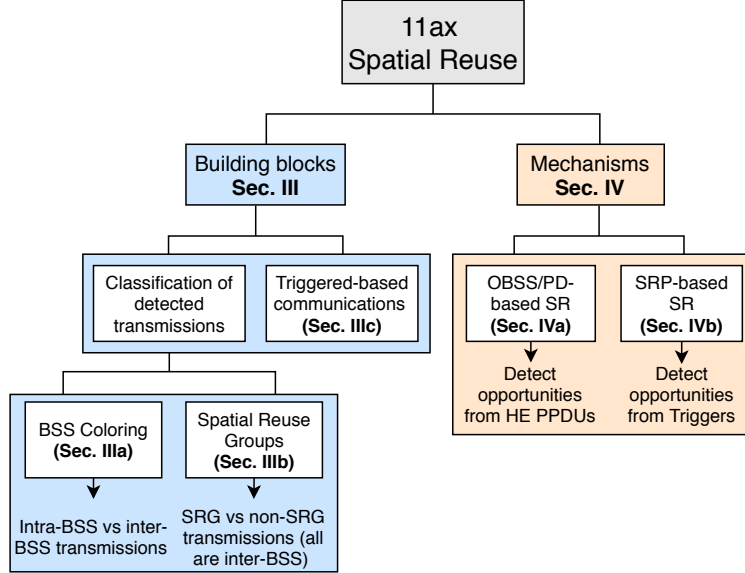 11ax
Spatial Reuse
Building blocks
Sec. III
Mechanisms
Sec. IV
Classification of
detected
transmissions
Triggered-based
communications
(Sec. IIIc)
OBSS/PD-
based SR
(Sec. IVa)
SRP-based
SR
(Sec. IVb)
Detect
opportunities
from HE PPDUs
Detect
opportunities
from Triggers
BSS Coloring
(Sec. IIIa)
Spatial Reuse
Groups
(Sec. IIIb)
Intra-BSS vs inter-
BSS transmissions
SRG vs non-SRG
transmissions (all
are inter-BSS)